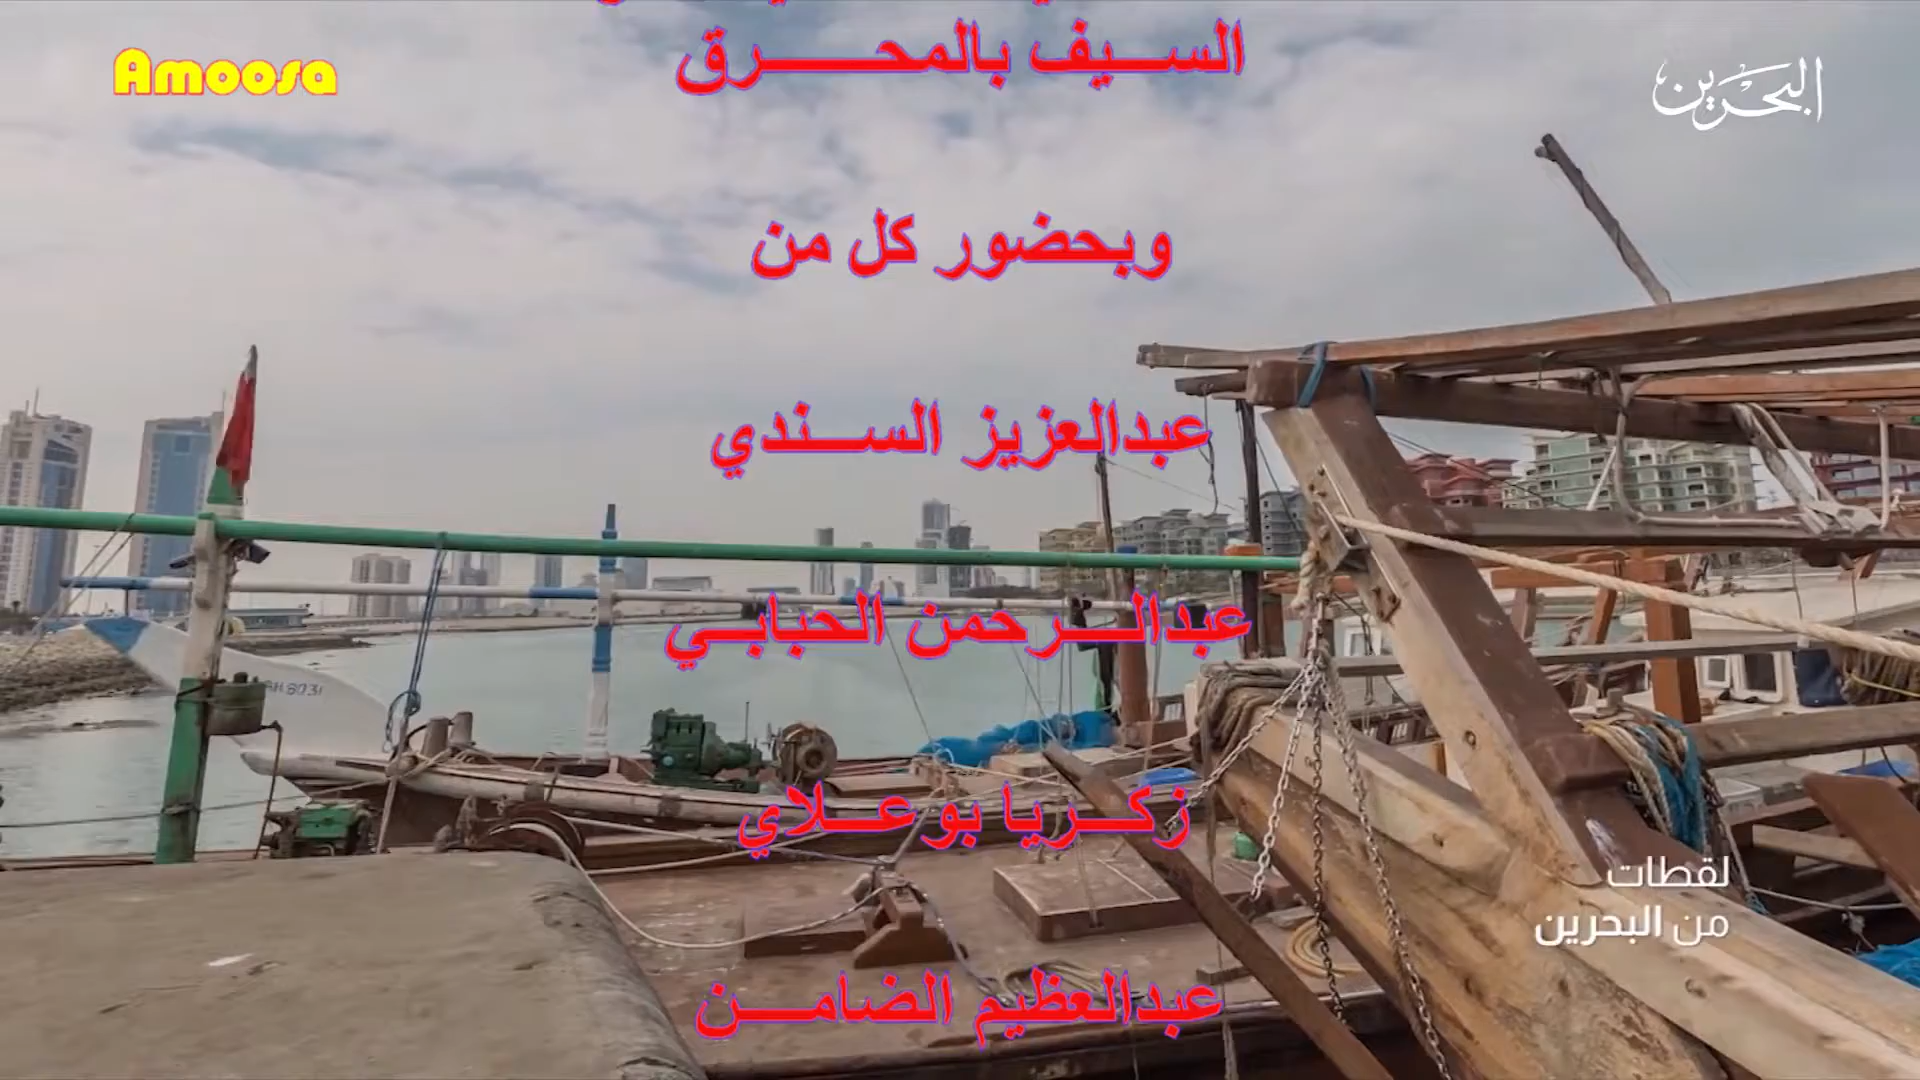 السيف بالمحرق
Amoosa
البحرين
وبحضور كل من
عبدالعزيز السندي
عبدالرحمن الحبابي
زكريا بوعلاي
عبدالعظيم الضامن
لقطات
من البحرين